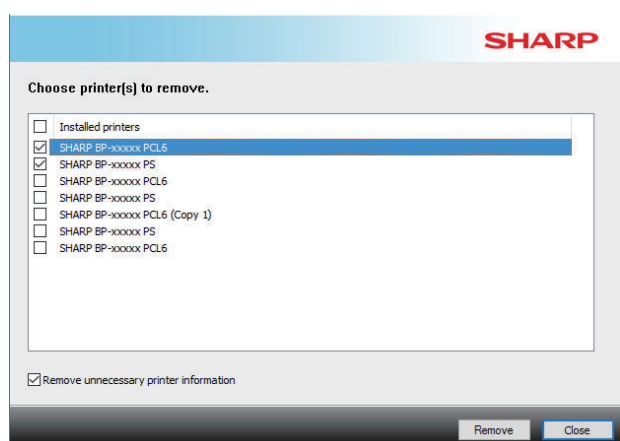 SHARP
Choose printer(s) to remove.
Installed printers
SHARP BP-xxxxx PCL6
SHARP BP-xxxxx PS
SHARP BP-xxxxx PCL6
SHARP BP-xxxxx PS
SHARP BP-xxxxx PCL6 (Copy 1)
SHARP BP-xxxxx PS
SHARP BP-xxxxx PCL6
Remove unnecessary printer information
Remove Close